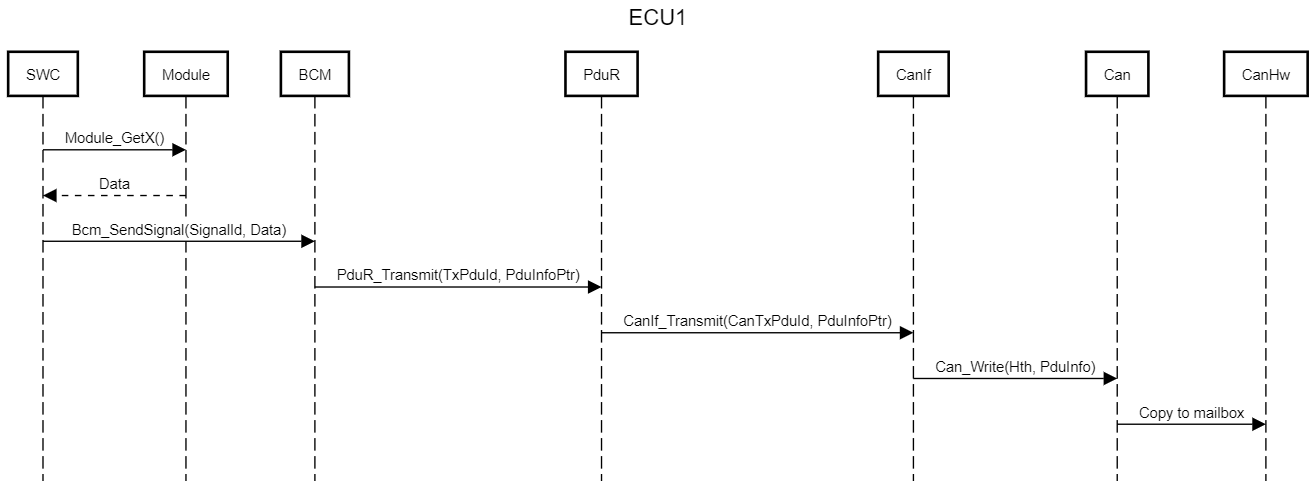 ECU1
SWC
Module
BCM
PduR
CanIf
Can
CanHw
Module_GetX()
Data
Bcm_SendSignal(SignalId, Data)
PduR_Transmit(TxPduId, PduInfoPtr)
CanIf_Transmit(CanTxPduId, PduInfoPtr)
Can_Write(Hth, PduInfo)
Copy to mailbox